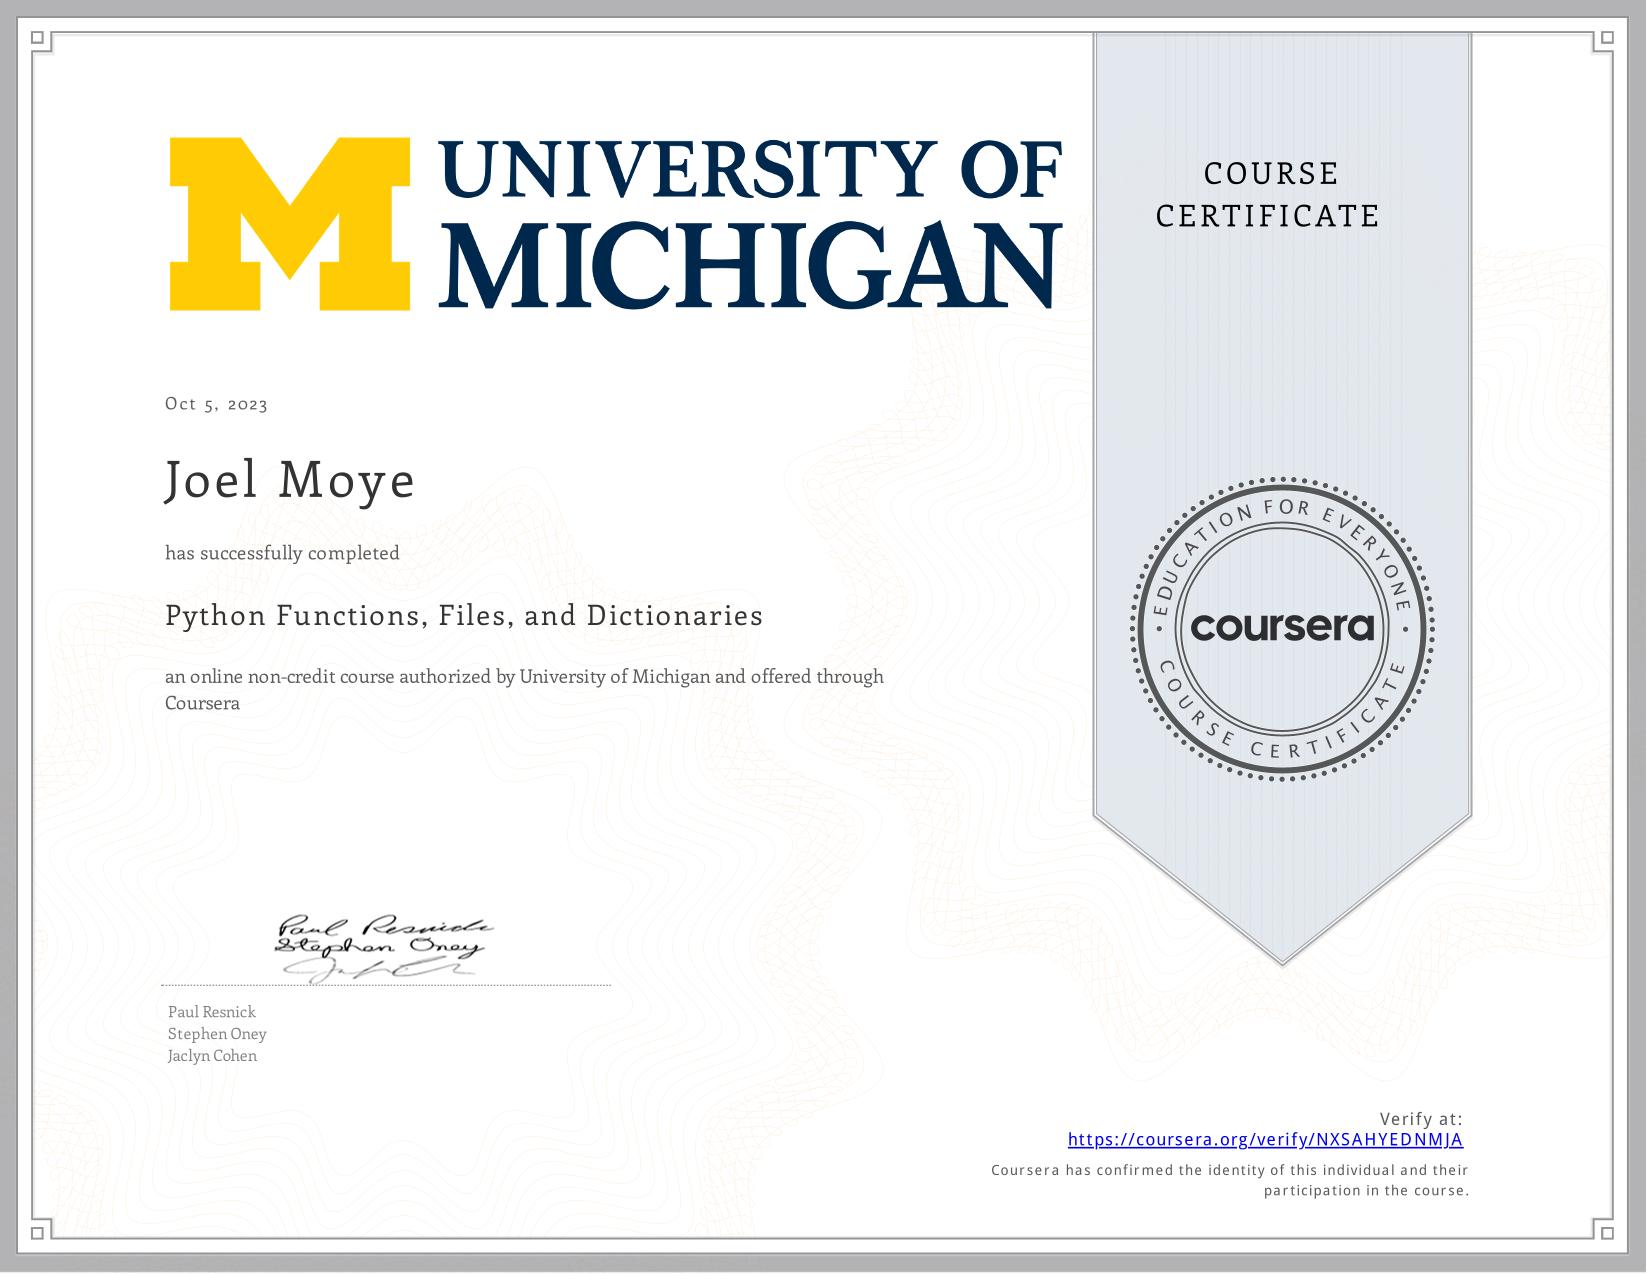 UNIVERSITY OF
MICHIGAN
COURSE
CERTIFICATE
Oct 5, 2023
Joel Moye
has successfully completed
Python Functions, Files, and Dictionaries
an online non-credit course authorized by University of Michigan and offered through
Coursera
EDUCATION FOR EVERYONE
coursera
COURSE CERTIFICATE
Paul Resnick
Stephen Oney
Paul Resnick
Stephen Oney
Jaclyn Cohen
Verify at:
https://coursera.org/verify/NXSAHYEDNMJA
Coursera has confirmed the identity of this individual and their
participation in the course.